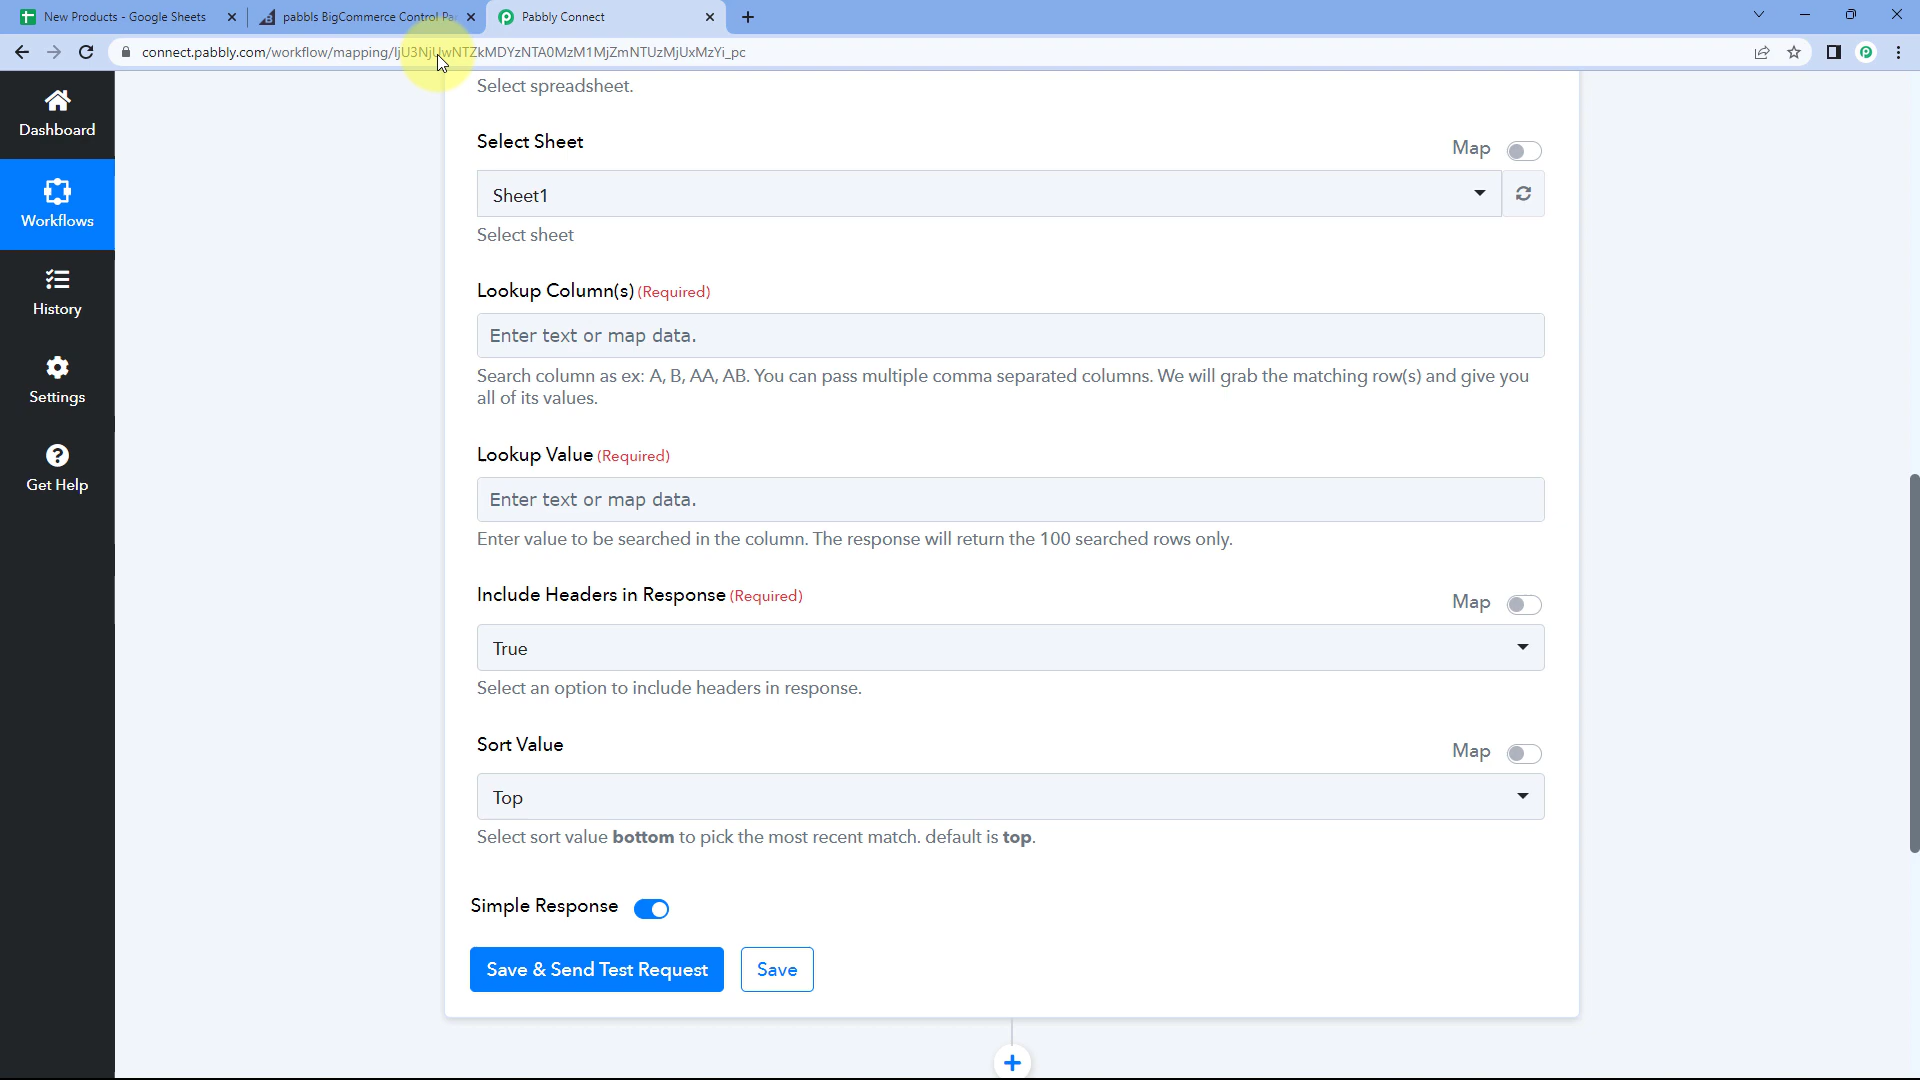 New Products - Google Sheets
pabbls BigCommerce Control Pa
Pabbly Connect
connect.pabbly.com/workflow/mapping/IjU3NjUwNTZkMDYzNTA0MzM1MjZmNTUzMjUxMzYi_pc
Dashboard
Workflows
History
Settings
Get Help
Select spreadsheet.
Select Sheet
Map
Sheet1
Select sheet
Lookup Column(s) (Required)
Enter text or map data.
Search column as ex: A, B, AA, AB. You can pass multiple comma separated columns. We will grab the matching row(s) and give you
all of its values.
Lookup Value (Required)
Enter text or map data.
Enter value to be searched in the column. The response will return the 100 searched rows only.
Include Headers in Response (Required)
Map
True
Select an option to include headers in response.
Sort Value
Map
Top
Select sort value bottom to pick the most recent match. default is top.
Simple Response
Save & Send Test Request
Save